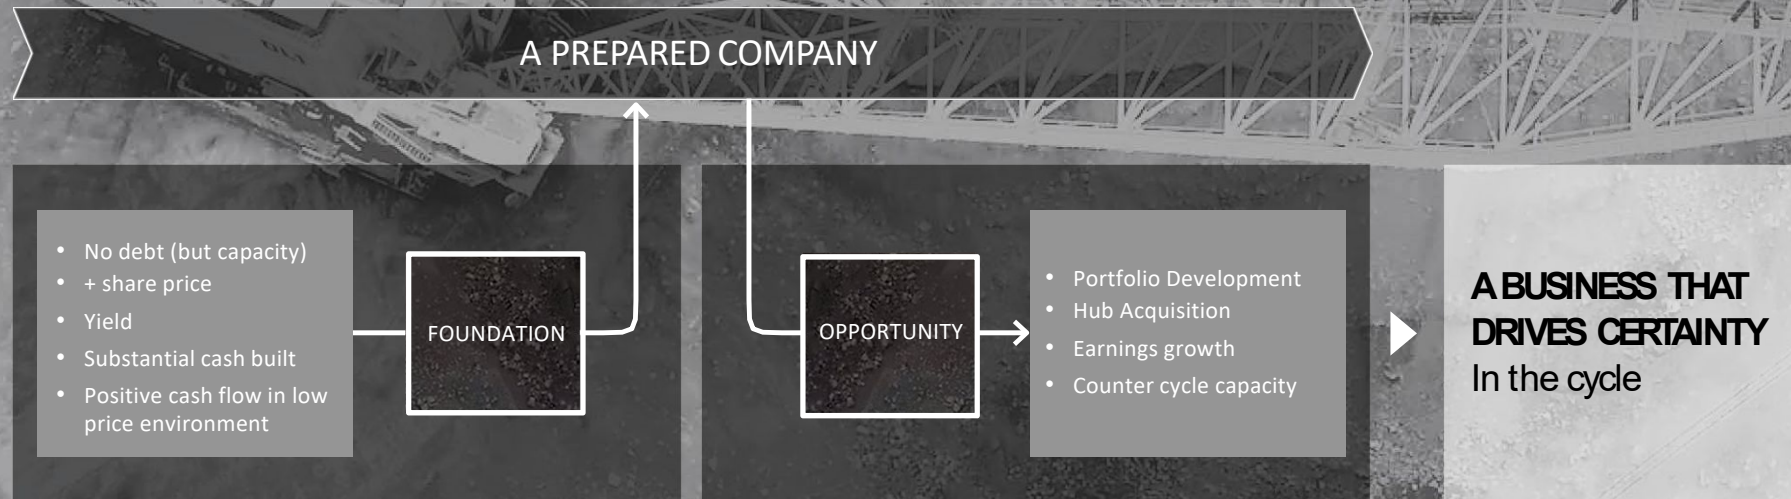 A PREPARED COMPANY
• No debt (but capacity)
• + share price
• Yield
• Substantial cash built
• Positive cash flow in low
price environment
FOUNDATION
OPPORTUNITY
• Portfolio Development
• Hub Acquisition
• Earnings growth
• Counter cycle capacity
A BUSINESS THAT
DRIVES CERTAINTY
In the cycle